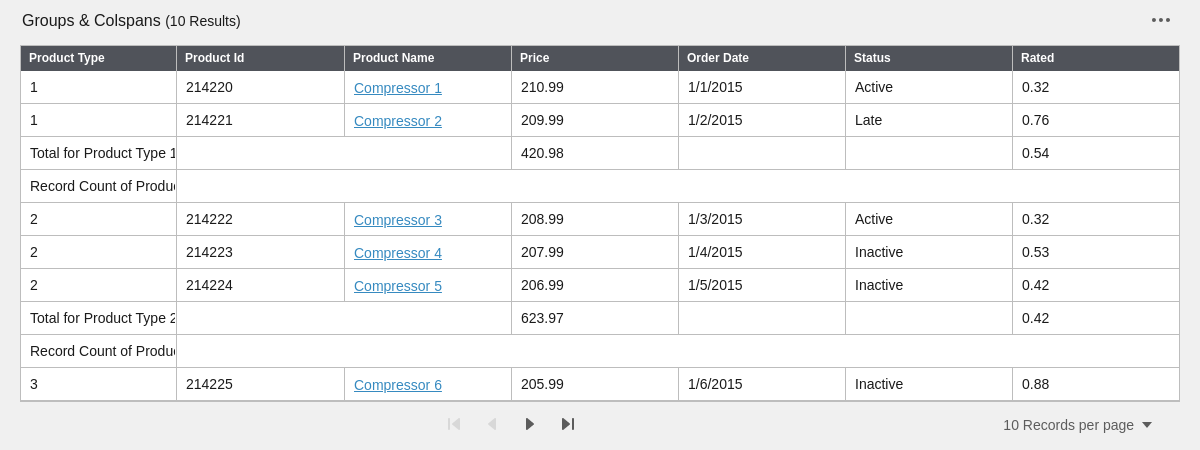 Groups & Colspans (10 Results)
Product Type Product Id Product Name Price Order Date Status Rated
1 214220 Compressor 1 210.99 1/1/2015 Active 0.32
1 214221 Compressor 2 209.99 1/2/2015 Late 0.76
Total for Product Type 1 420.98 0.54
Record Count of Produc
2 214222 Compressor 3 208.99 1/3/2015 Active 0.32
2 214223 Compressor 4 207.99 1/4/2015 Inactive 0.53
2 214224 Compressor 5 206.99 1/5/2015 Inactive 0.42
Total for Product Type 2 623.97 0.42
Record Count of Produc
3 214225 Compressor 6 205.99 1/6/2015 Inactive 0.88
10 Records per page